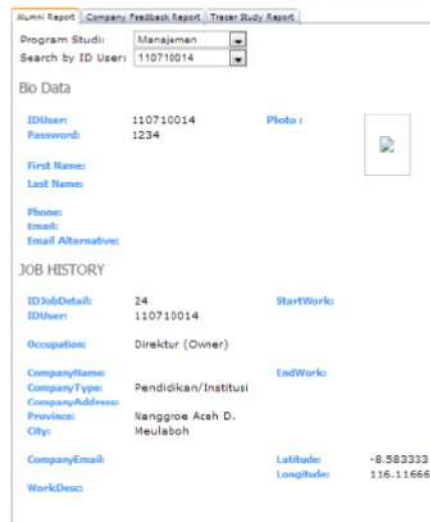 Alumni Report Company Feedback Report Tracer Study Report
Program Studi: Manajemen
Search by ID User: 110710014
Bio Data
IDUser: 110710014 Photo :
Password: 1234
First Name:
Last Name:
Phone:
Email:
Email Alternative:
JOB HISTORY
IDJobDetail: 24 StartWork:
IDUser: 110710014
Occupation: Direktur (Owner)
CompanyName: EndWork:
CompanyType: Pendidikan/Institusi
CompanyAddress:
Province: Nanggroe Aceh D.
City: Meulaboh
CompanyEmail: Latitude: -8.583333
Longitude: 116.11666
WorkDesc: